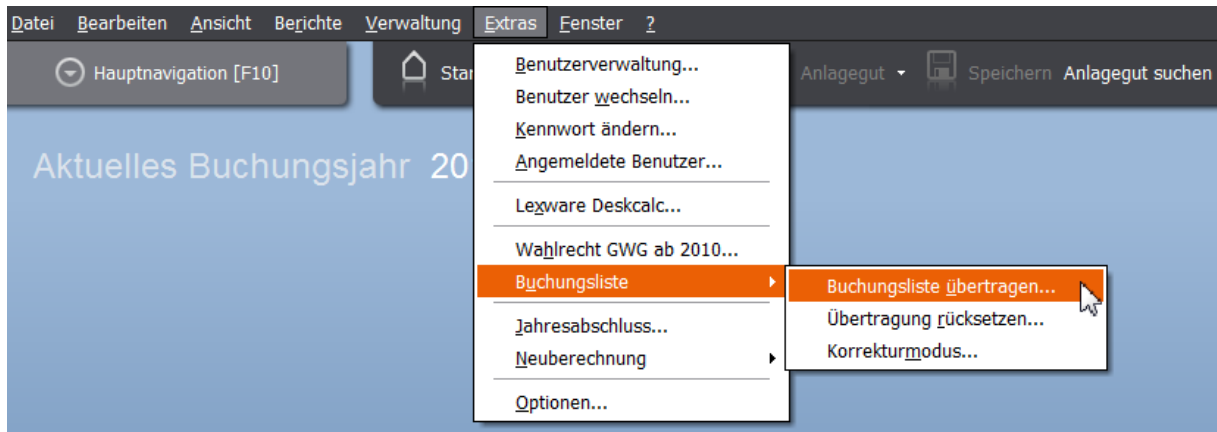 Datei Bearbeiten Ansicht Berichte Verwaltung Extras Fenster ?
Hauptnavigation [F10]
Anlagegut Speichern Anlagegut suchen
Aktuelles Buchungsjahr 20
Benutzerverwaltung...
Benutzer wechseln...
Kennwort ändern...
Angemeldete Benutzer...
Lexware Deskcalc...
Wahlrecht GWG ab 2010...
Buchungsliste
Jahresabschluss...
Neuberechnung
Optionen...
Buchungsliste übertragen...
Übertragung rücksetzen...
Korrekturmodus...